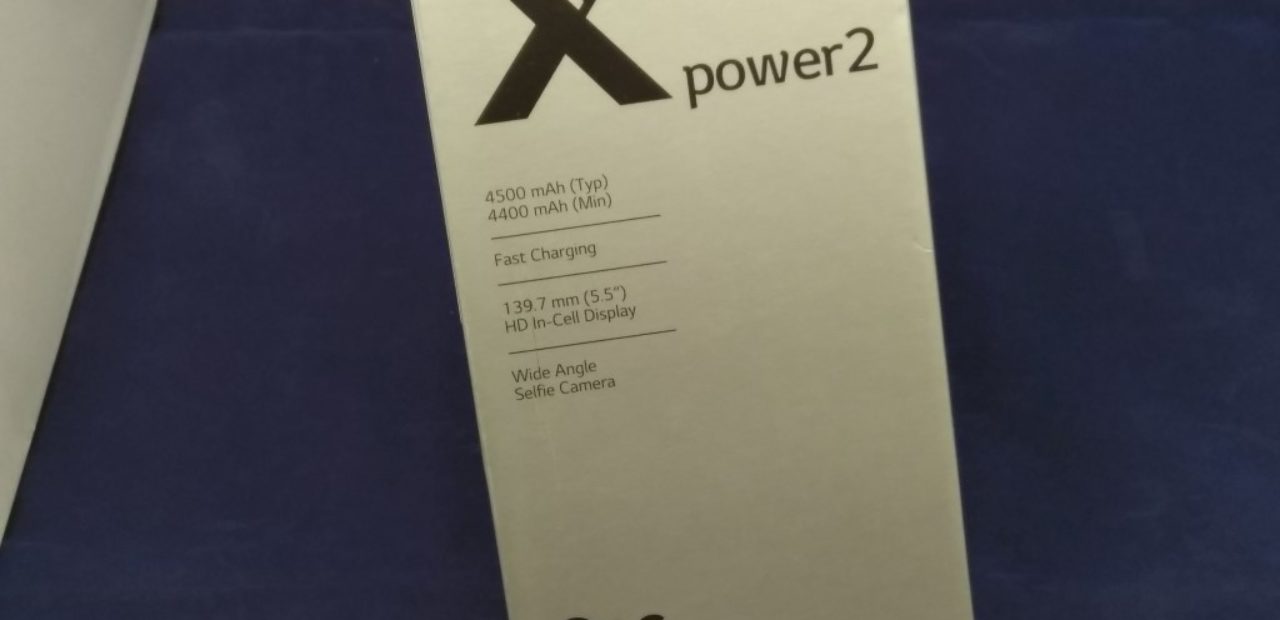 X power2
4500 mAh (Typ)
4400 mAh (Min)
Fast Charging
139.7 mm (5.5")
HD In-Cell Display
Wide Angle
Selfie Camera